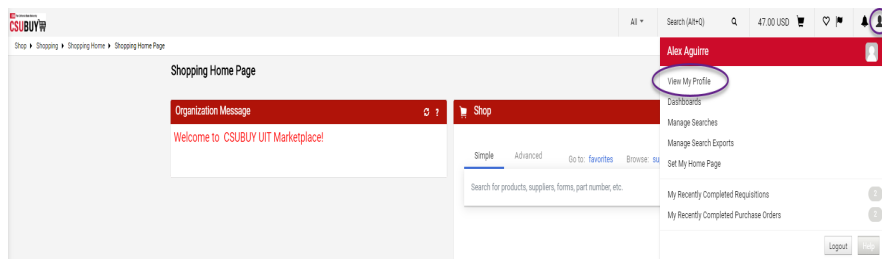 CSUBUY
All
Search (Alt+Q)
47.00 USD
Shop Shopping Shopping Home Shopping Home Page
Alex Aguirre
Shopping Home Page
View My Profile
Organization Message ?
Shop
Dashboards
Welcome to CSUBUY UIT Marketplace!
Manage Searches
Simple Advanced Go to: favorites Browse: su
Manage Search Exports
Set My Home Page
Search for products, suppliers, forms, part number, etc.
My Recently Completed Requisitions 2
My Recently Completed Purchase Orders 2
Logout Help